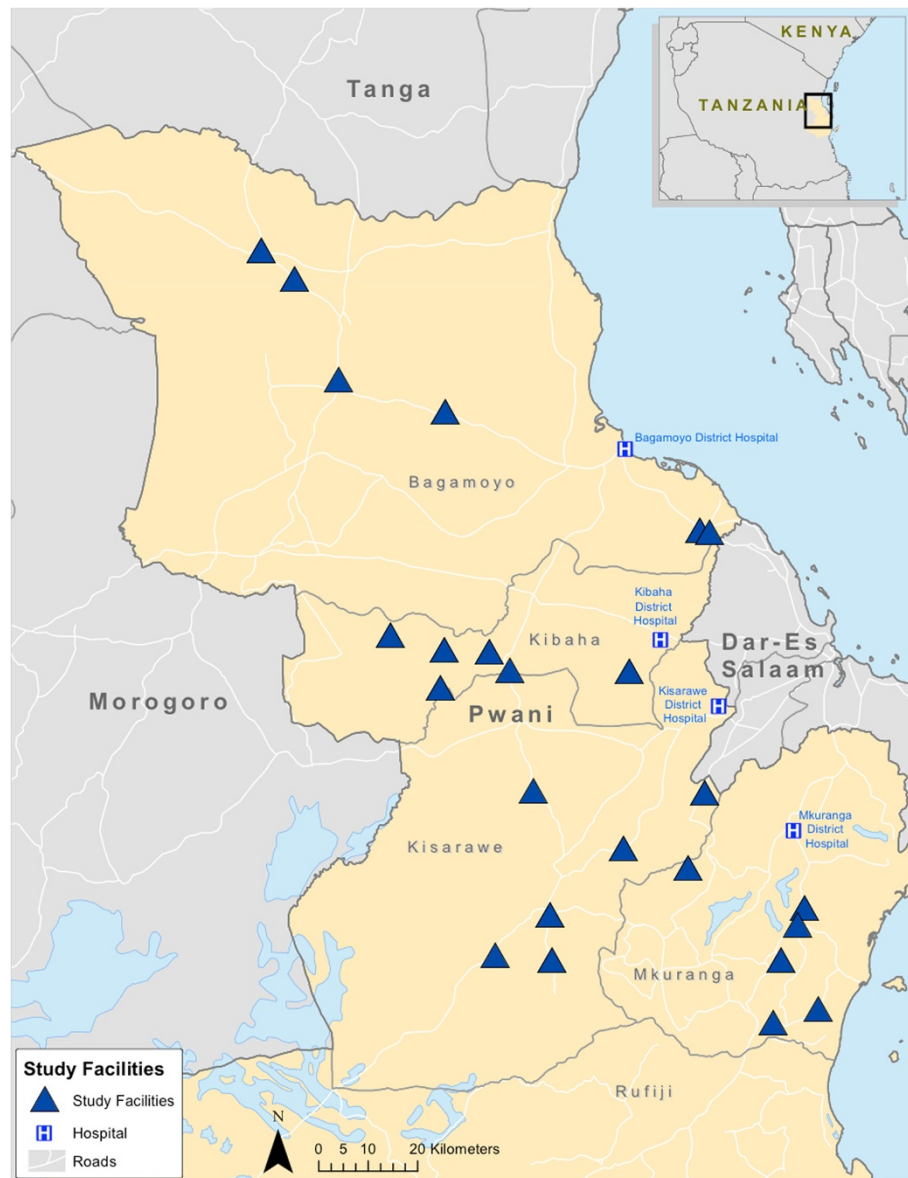 KENYA
TANZANIA
Tanga
Bagamoyo District Hospital
Bagamoyo
Kibaha
District
Hospital
Kibaha
Dar-Es
Salaam
Kisarawe
District
Hospital
Morogoro
Pwani
Mkuranga
District
Hospital
Kisarawe
Mkuranga
Rufiji
Study Facilities
Study Facilities
H Hospital
Roads
N
0 5 10 20 Kilometers